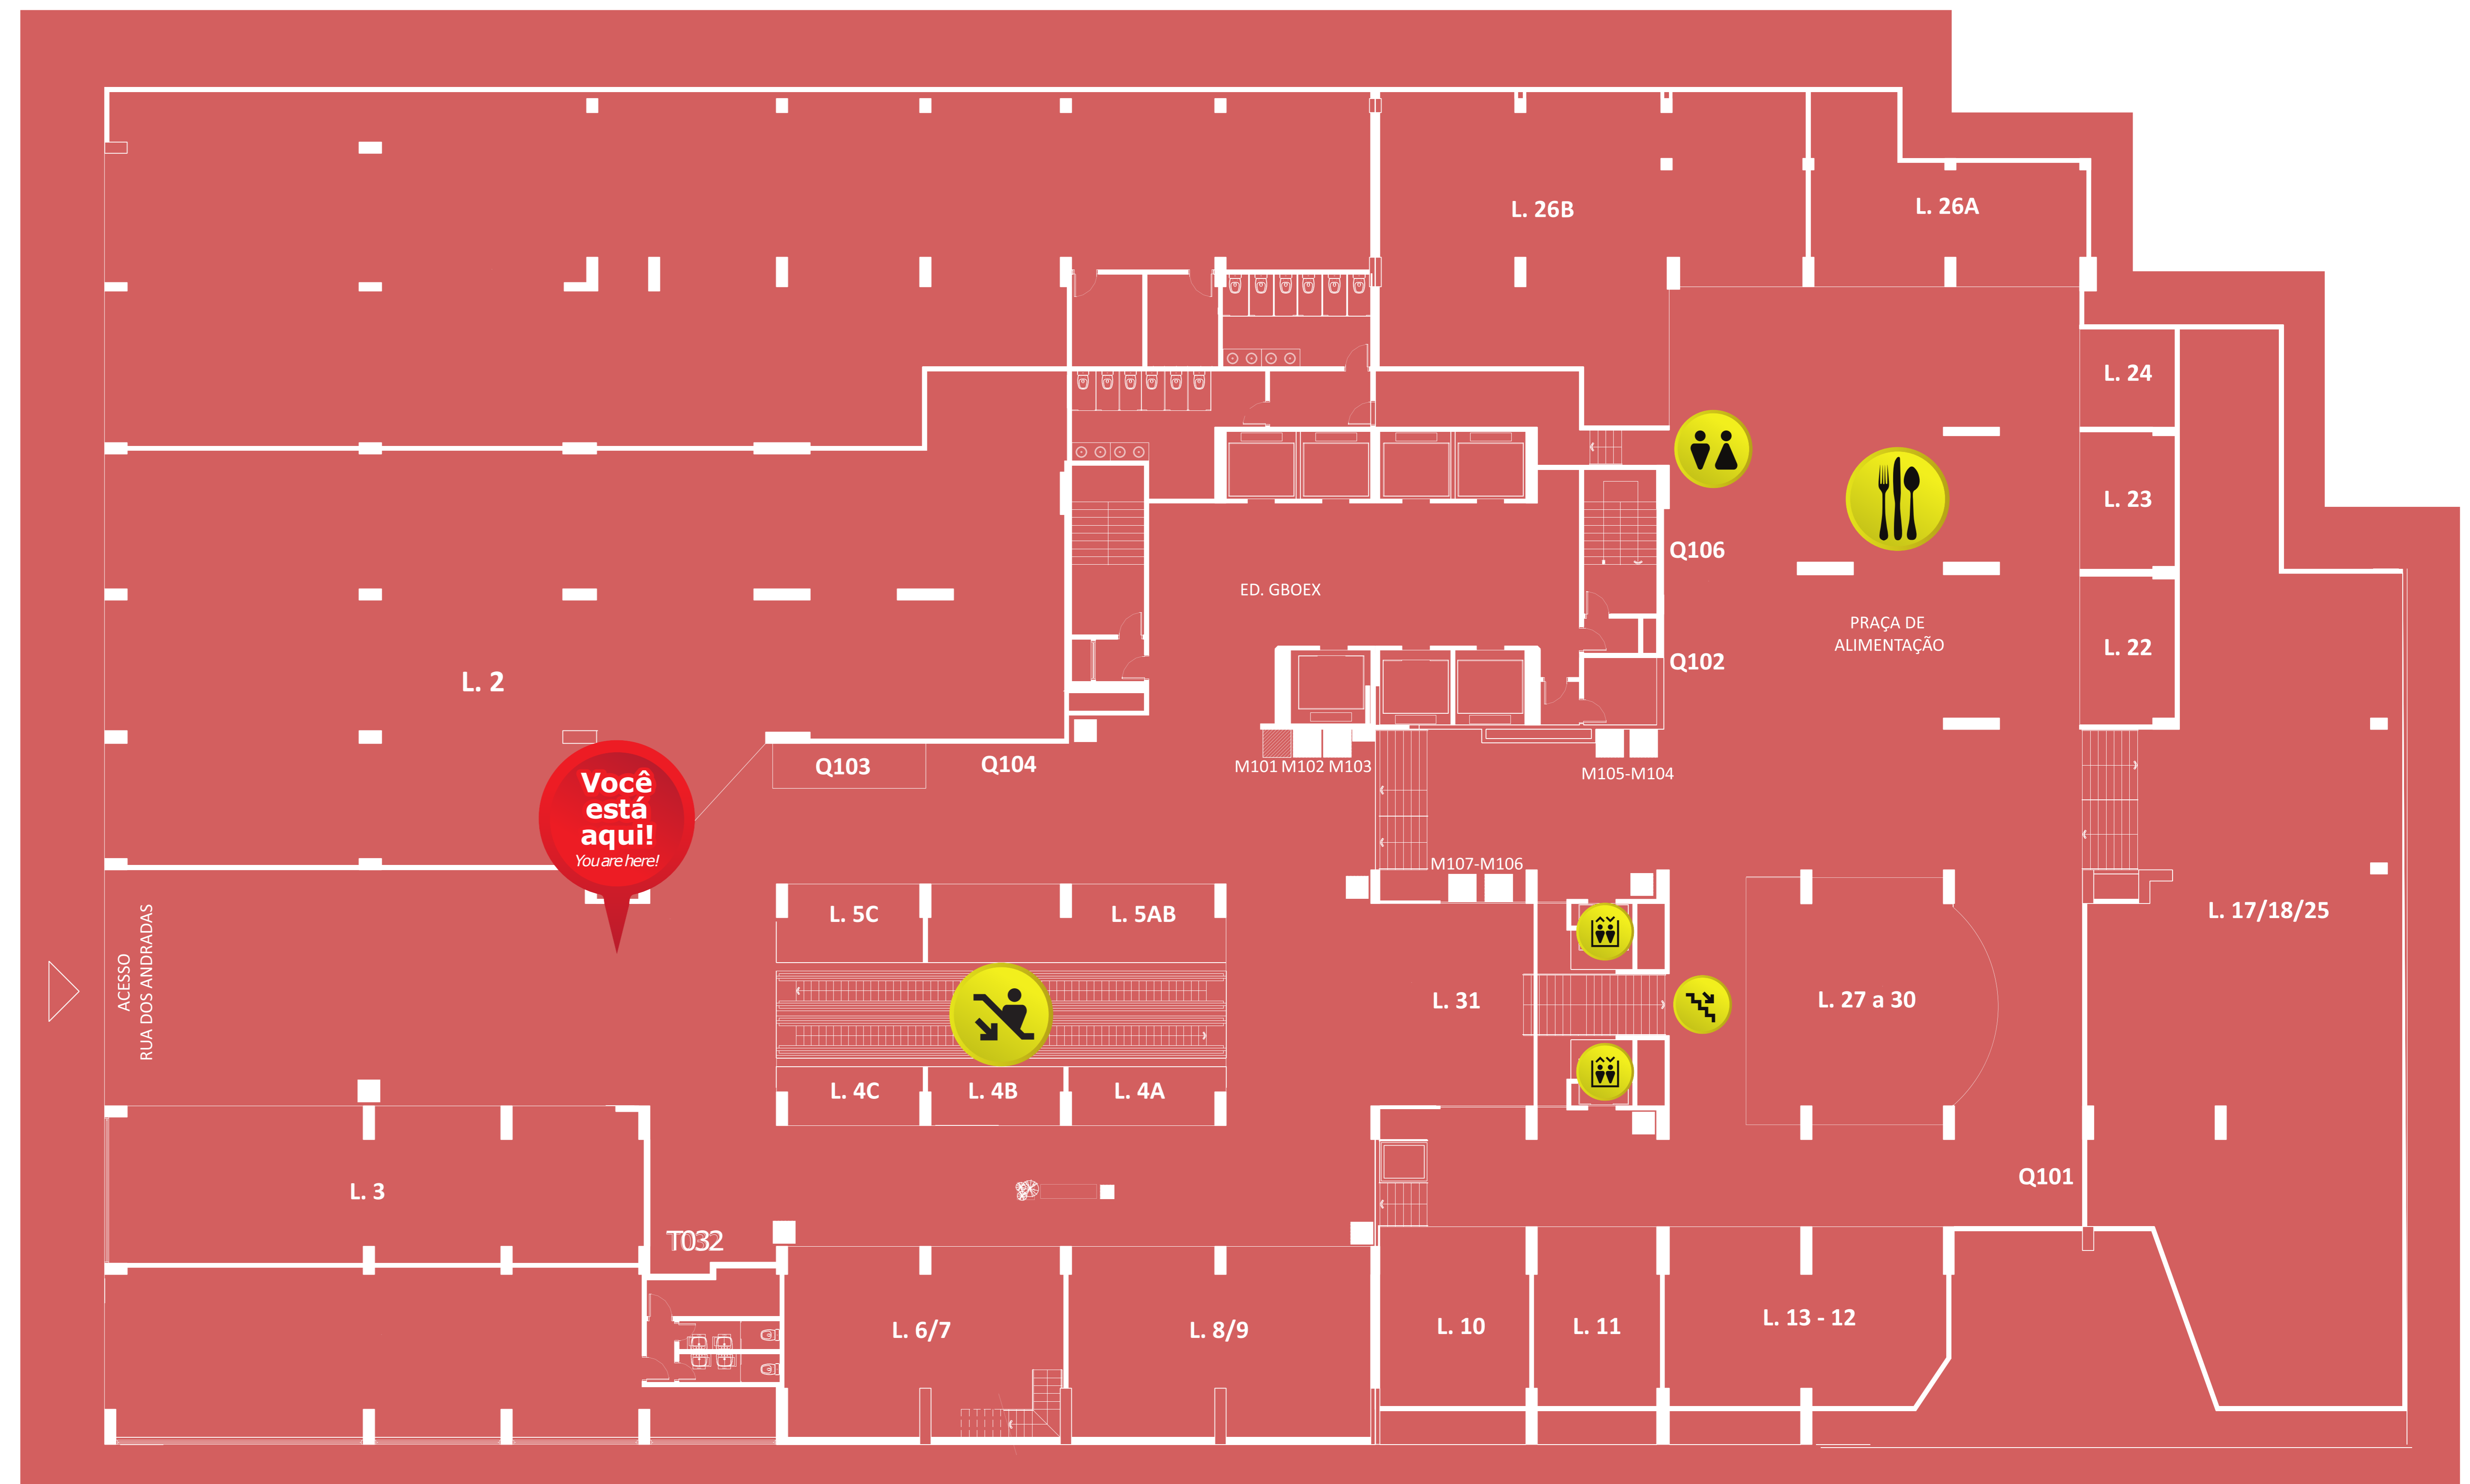 L. 26B
L. 26A
L. 24
L. 23
Q106
ED. GBOEX
PRAÇA DE
ALIMENTAÇÃO
L. 22
Q102
L. 2
Q103
Q104
M101 M102 M103
M105-M104
Você
está
aqui!
You are here!
M107-M106
L. 5C
L. 5AB
L. 17/18/25
ACESSO
RUA DOS ANDRADAS
L. 31
L. 27 a 30
L. 4C
L. 4B
L. 4A
Q101
L. 3
T032
L. 6/7
L. 8/9
L. 10
L. 11
L. 13 - 12